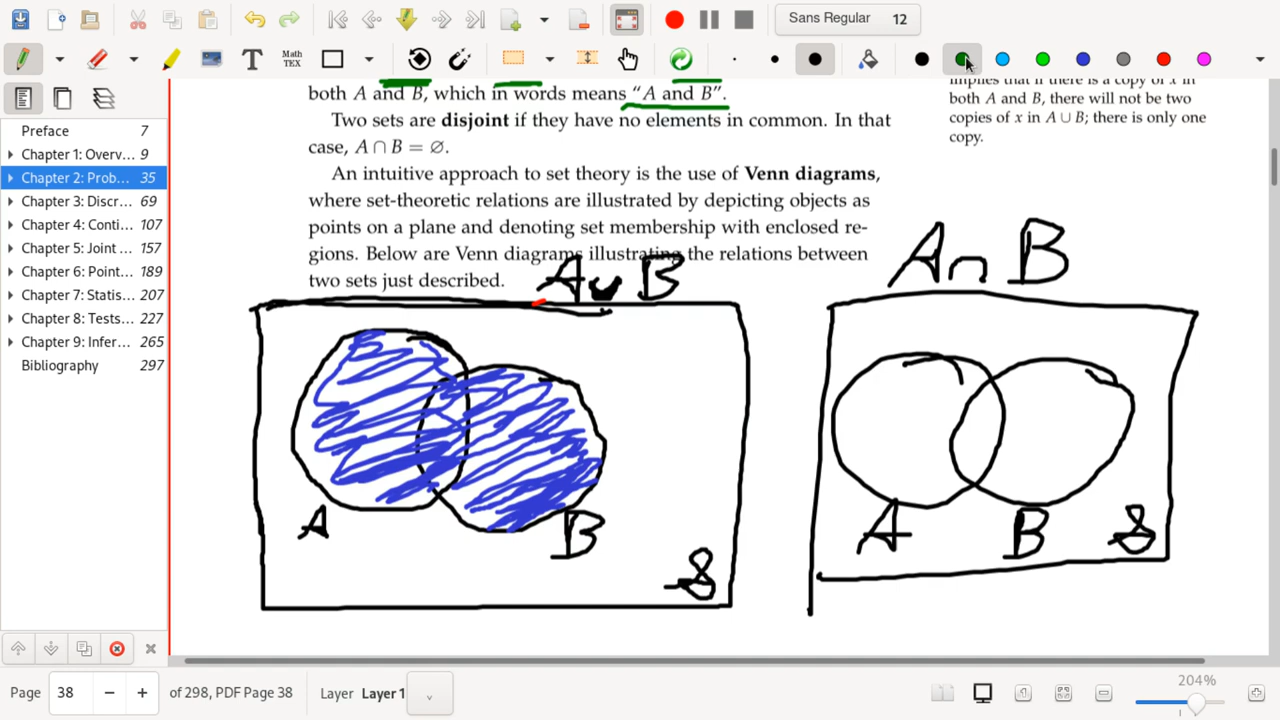 Sans Regular 12
T Math TEX
Preface 7
Chapter 1: Overv... 9
Chapter 2: Prob... 35
Chapter 3: Discr... 69
Chapter 4: Conti... 107
Chapter 5: Joint ... 157
Chapter 6: Point... 189
Chapter 7: Statis... 207
Chapter 8: Tests... 227
Chapter 9: Infer... 265
Bibliography 297
both A and B, which in words means “A and B”.
Two sets are disjoint if they have no elements in common. In that
case, A ∩ B = ∅.
An intuitive approach to set theory is the use of Venn diagrams,
where set-theoretic relations are illustrated by depicting objects as
points on a plane and denoting set membership with enclosed re-
gions. Below are Venn diagrams illustrating the relations between
two sets just described.
implies that if there is a copy of x in
both A and B, there will not be two
copies of x in A ∪ B; there is only one
copy.
A ∪ B
A
B
S
A ∩ B
A
B
S
Page 38 of 298, PDF Page 38
Layer Layer 1
204%